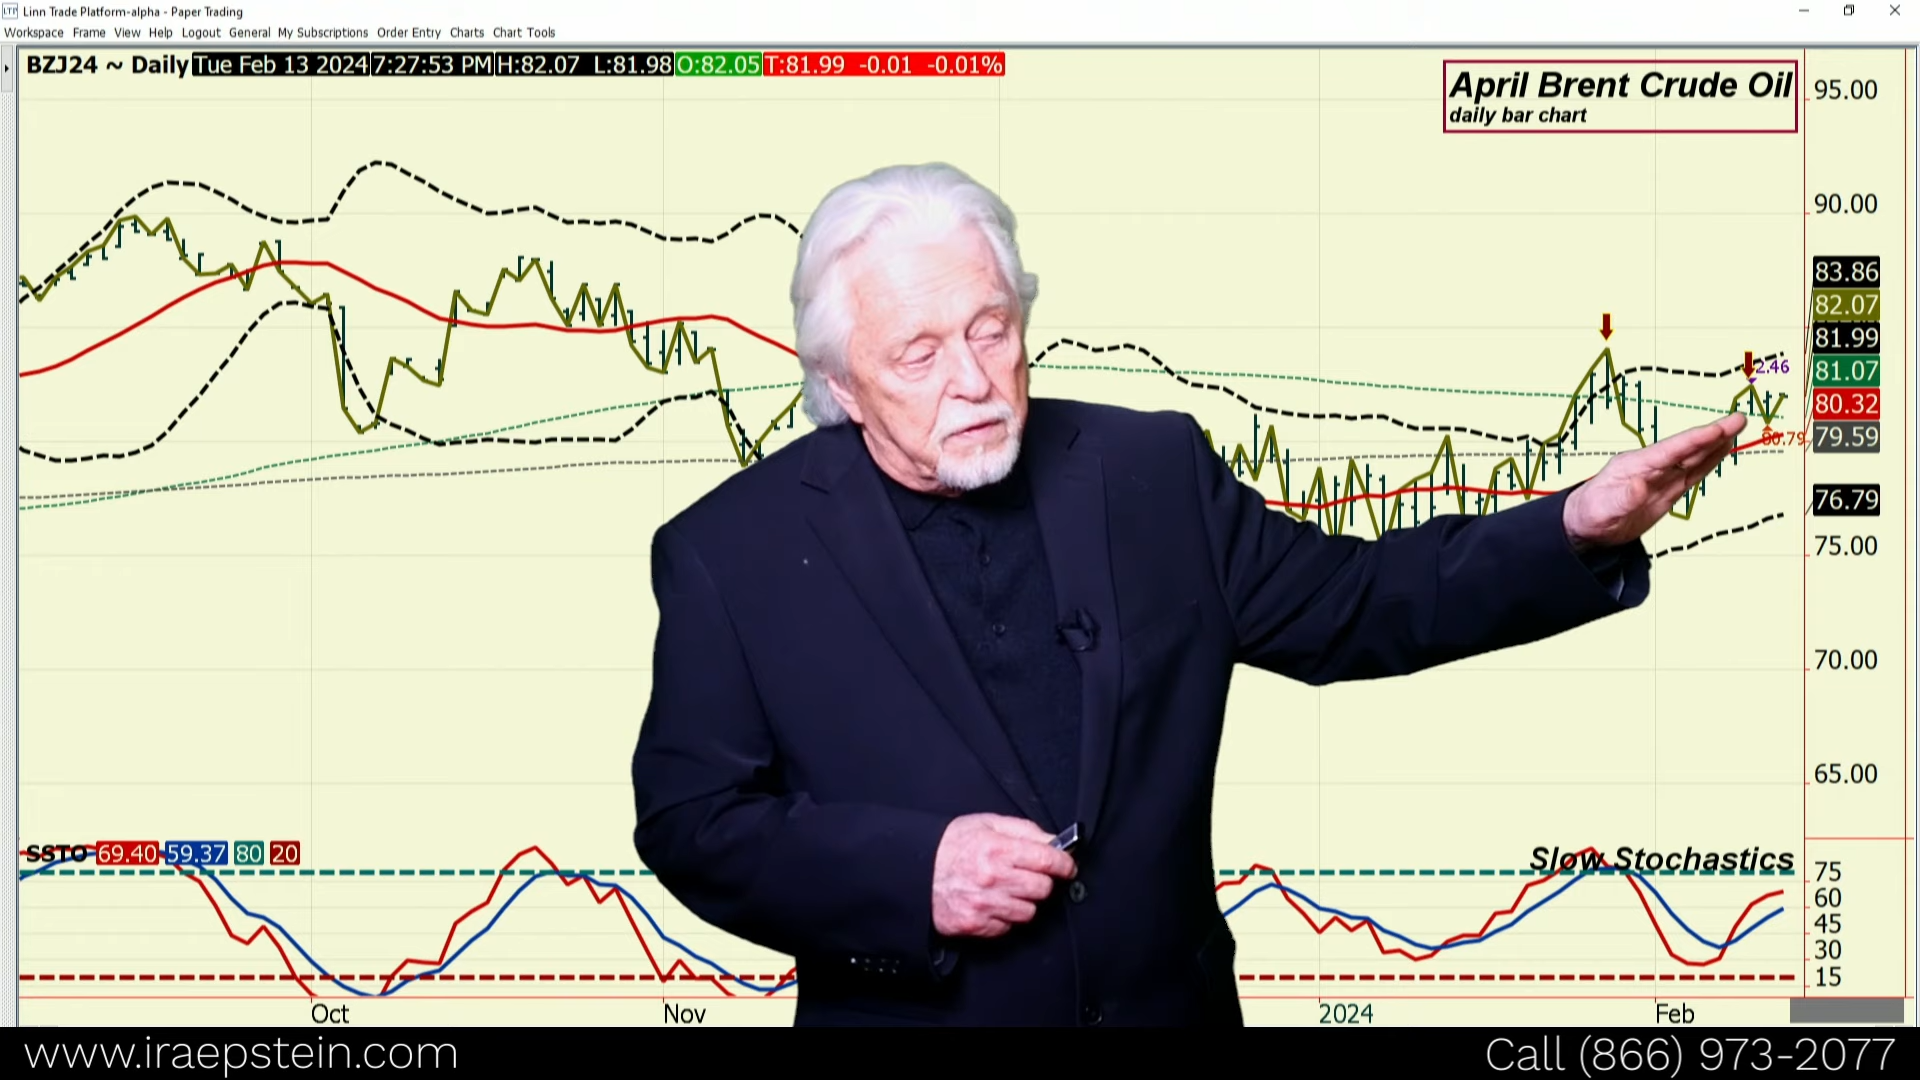 LTP Linn Trade Platform-alpha - Paper Trading
Workspace Frame View Help Logout General My Subscriptions Order Entry Charts Chart Tools
BZJ24 ~ Daily Tue Feb 13 2024 7:27:53 PM H:82.07 L:81.98 O:82.05 T:81.99 -0.01 -0.01%
April Brent Crude Oil
daily bar chart
95.00
90.00
83.86
82.07
81.99
2.46
81.07
80.32
80.79
79.59
76.79
75.00
70.00
65.00
SSTO 69.40 59.37 80 20
Slow Stochastics
75
60
45
30
15
Oct Nov 2024 Feb
www.iraepstein.com
Call (866) 973-2077